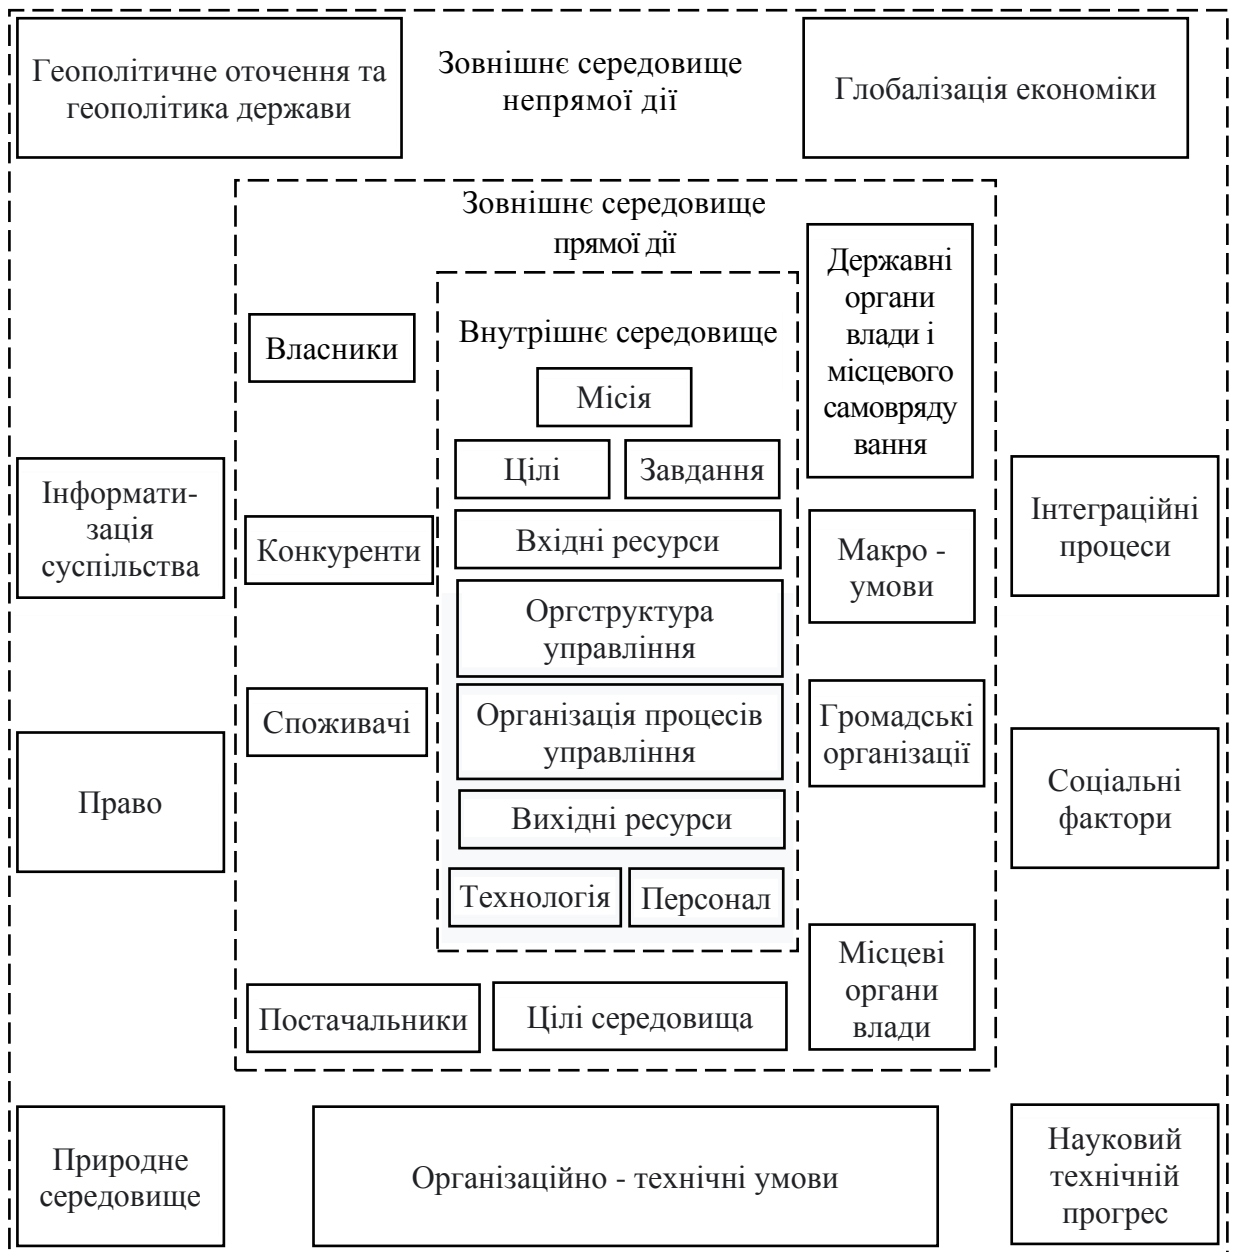 Геополітичне оточення та
геополітика держави
Зовнішнє середовище
непрямої дії
Глобалізація економіки
Зовнішнє середовище
прямої дії
Державні
органи
влади і
місцевого
самовряду
вання
Власники
Внутрішнє середовище
Місія
Цілі
Завдання
Інформати-
зація
суспільства
Конкуренти
Вхідні ресурси
Макро -
умови
Інтеграційні
процеси
Оргструктура
управління
Споживачі
Організація процесів
управління
Громадські
організації
Право
Соціальні
фактори
Вихідні ресурси
Технологія
Персонал
Місцеві
органи
влади
Постачальники
Цілі середовища
Природне
середовище
Організаційно - технічні умови
Науковий
технічній
прогрес